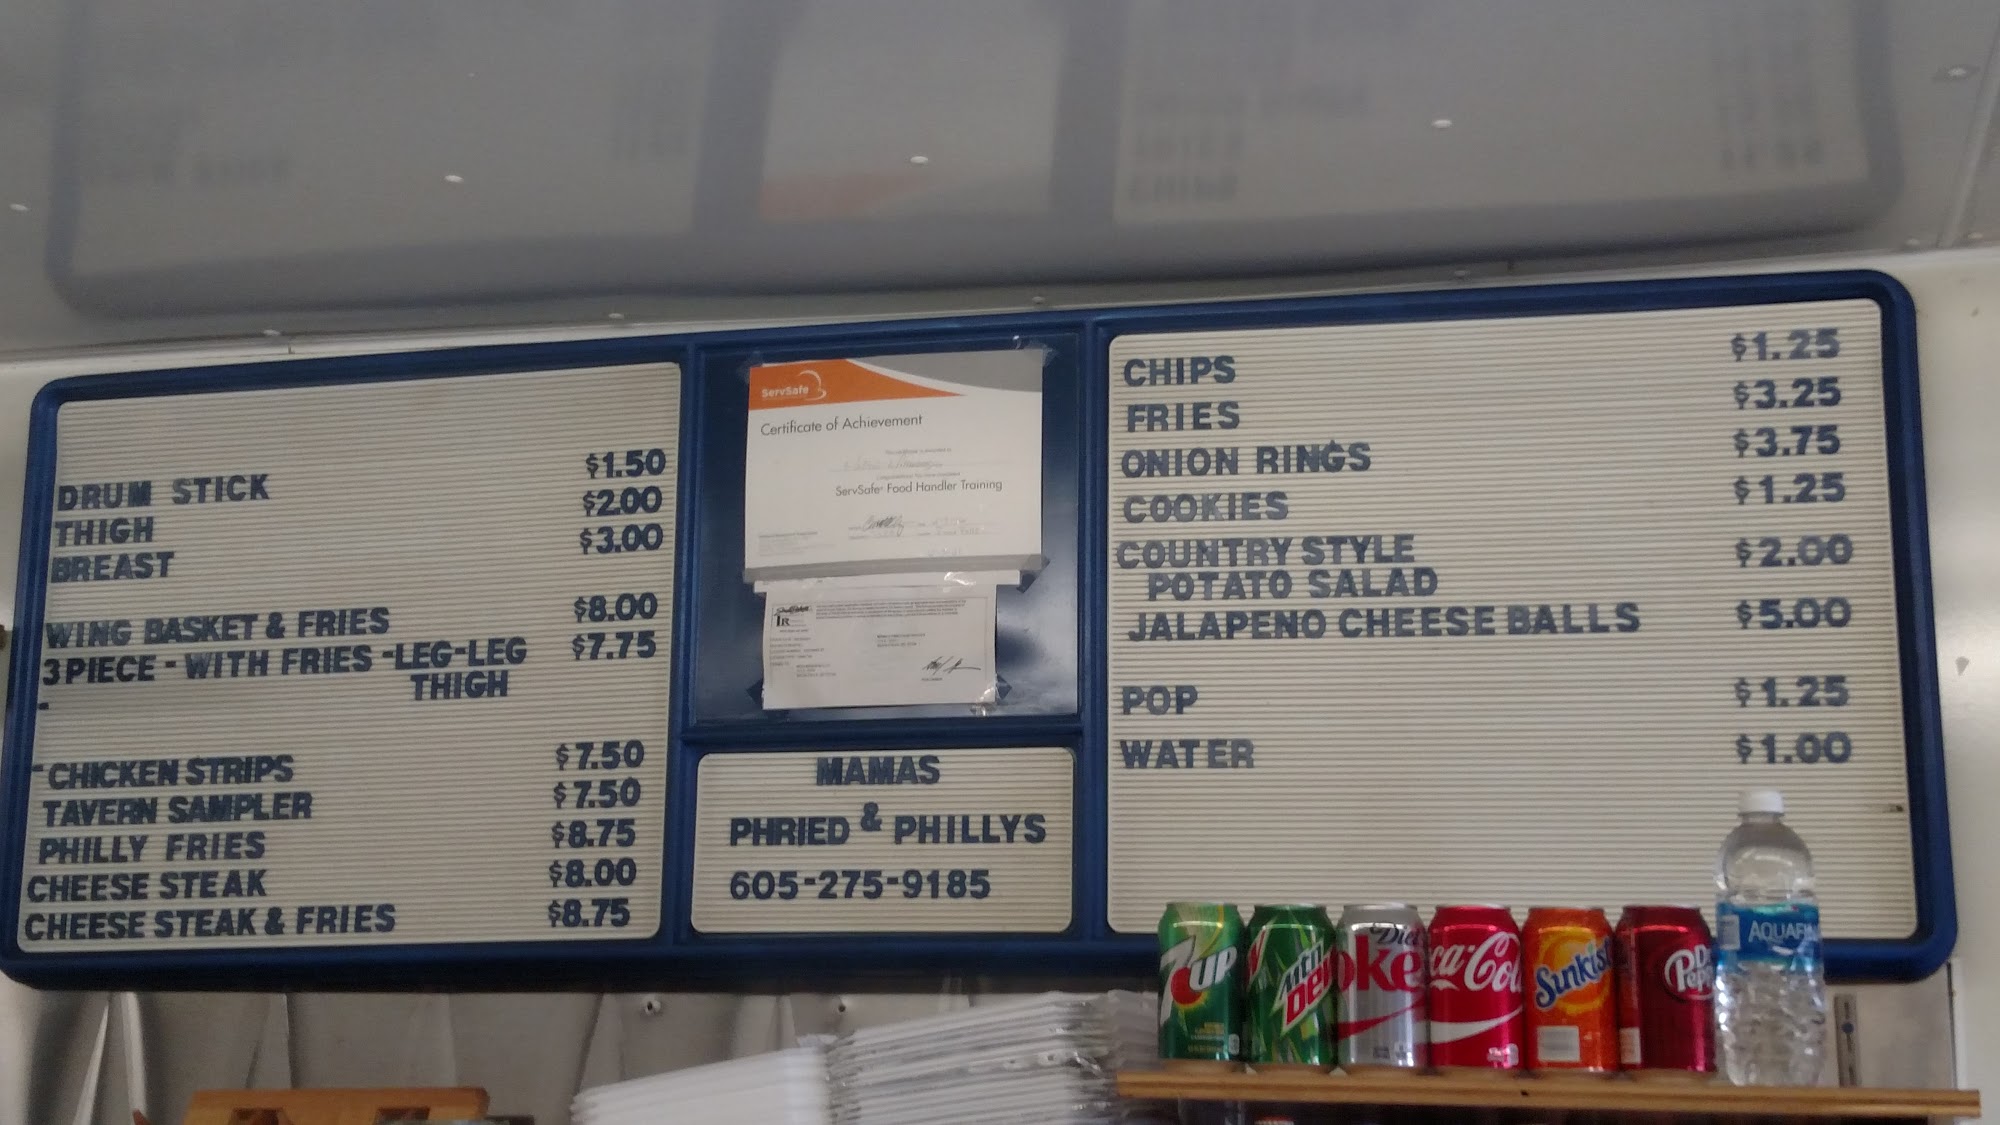 DRUM STICK $1.50
THIGH $2.00
BREAST $3.00
WING BASKET & FRIES $8.00
3 PIECE - WITH FRIES - LEG-LEG $7.75
THIGH
-
- CHICKEN STRIPS $7.50
TAVERN SAMPLER $7.50
PHILLY FRIES $8.75
CHEESE STEAK $8.00
CHEESE STEAK & FRIES $8.75
ServSafe
Certificate of Achievement
ServSafe® Food Handler Training
MAMAS
PHRIED & PHILLYS
605-275-9185
CHIPS $1.25
FRIES $3.25
ONION RINGS $3.75
COOKIES $1.25
COUNTRY STYLE $2.00
POTATO SALAD
JALAPENO CHEESE BALLS $5.00
POP $1.25
WATER $1.00
7UP
Mtn Dew
Diet Coke
Coca-Cola
Sunkist
Dr Pepper
AQUAFINA